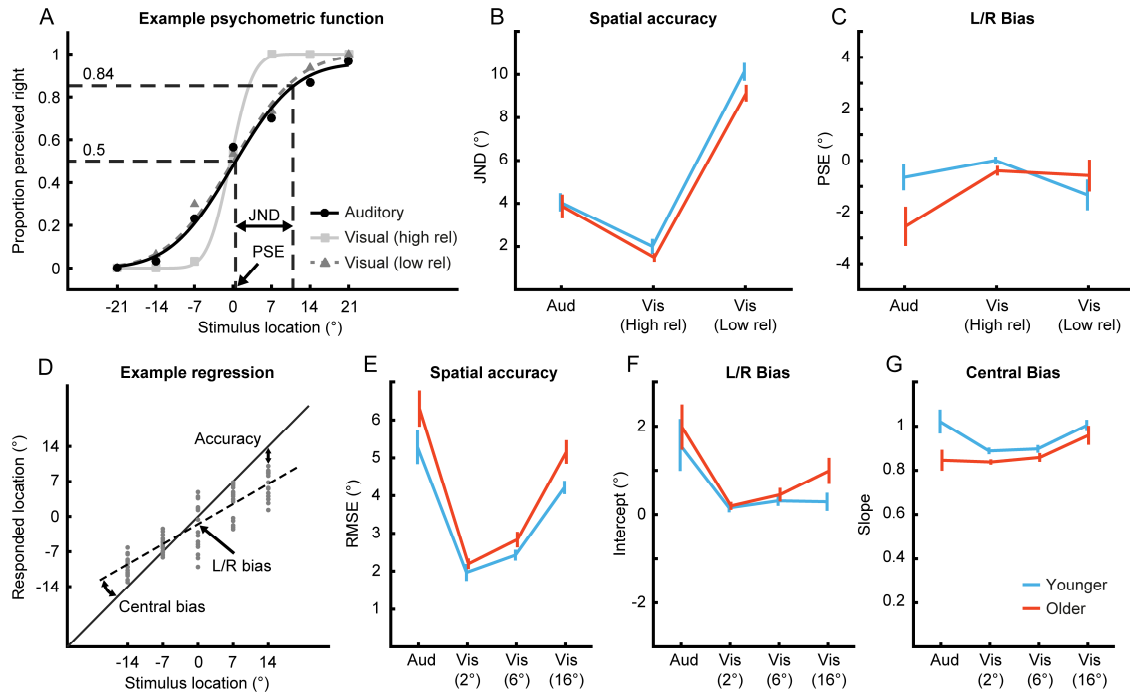 A
Example psychometric function
Proportion perceived right
1
0.8
0.6
0.4
0.2
0
0.84
0.5
JND
PSE
Auditory
Visual (high rel)
Visual (low rel)
-21 -14 -7 0 7 14 21
Stimulus location (°)
B
Spatial accuracy
JND (°)
10
8
6
4
2
Aud Vis Vis
(High rel) (Low rel)
C
L/R Bias
PSE (°)
4
2
0
-2
-4
Aud Vis Vis
(High rel) (Low rel)
D
Example regression
Responded location (°)
14
7
0
-7
-14
Accuracy
L/R bias
Central bias
-14 -7 0 7 14
Stimulus location (°)
E
Spatial accuracy
RMSE (°)
6
5
4
3
2
1
Aud Vis Vis Vis
(2°) (6°) (16°)
F
L/R Bias
Intercept (°)
2
0
-2
Aud Vis Vis Vis
(2°) (6°) (16°)
G
Central Bias
Slope
1
0.8
0.6
0.4
0.2
Younger
Older
Aud Vis Vis Vis
(2°) (6°) (16°)